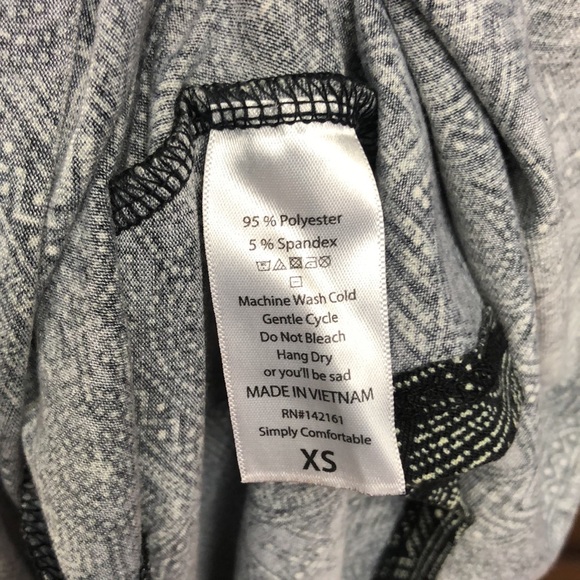 95 % Polyester
5 % Spandex
Machine Wash Cold
Gentle Cycle
Do Not Bleach
Hang Dry
or you'll be sad
MADE IN VIETNAM
RN#142161
Simply Comfortable
XS